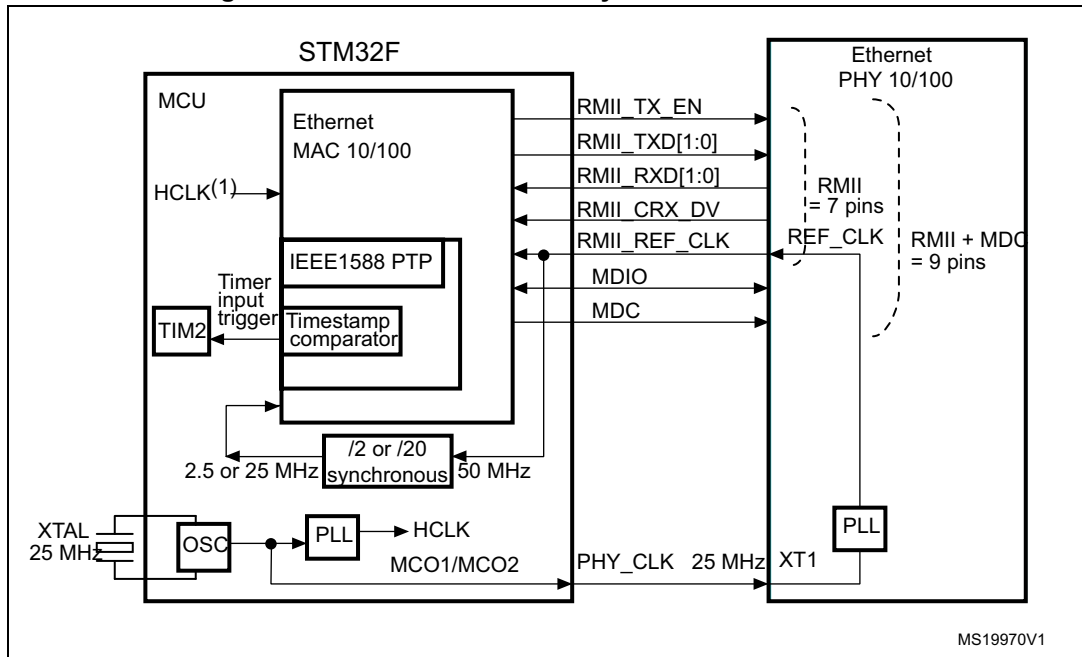 STM32F
Ethernet
PHY 10/100
MCU
Ethernet
MAC 10/100
HCLK(1)
RMII_TX_EN
RMII_TXD[1:0]
RMII_RXD[1:0]
RMII_CRX_DV
RMII_REF_CLK
MDIO
MDC
RMII
= 7 pins
REF_CLK
RMII + MDC
= 9 pins
IEEE1588 PTP
Timer
input
trigger
TIM2
Timestamp
comparator
/2 or /20
synchronous
2.5 or 25 MHz
50 MHz
XTAL
25 MHz
OSC
PLL
HCLK
MCO1/MCO2
PHY_CLK 25 MHz
XT1
PLL
MS19970V1